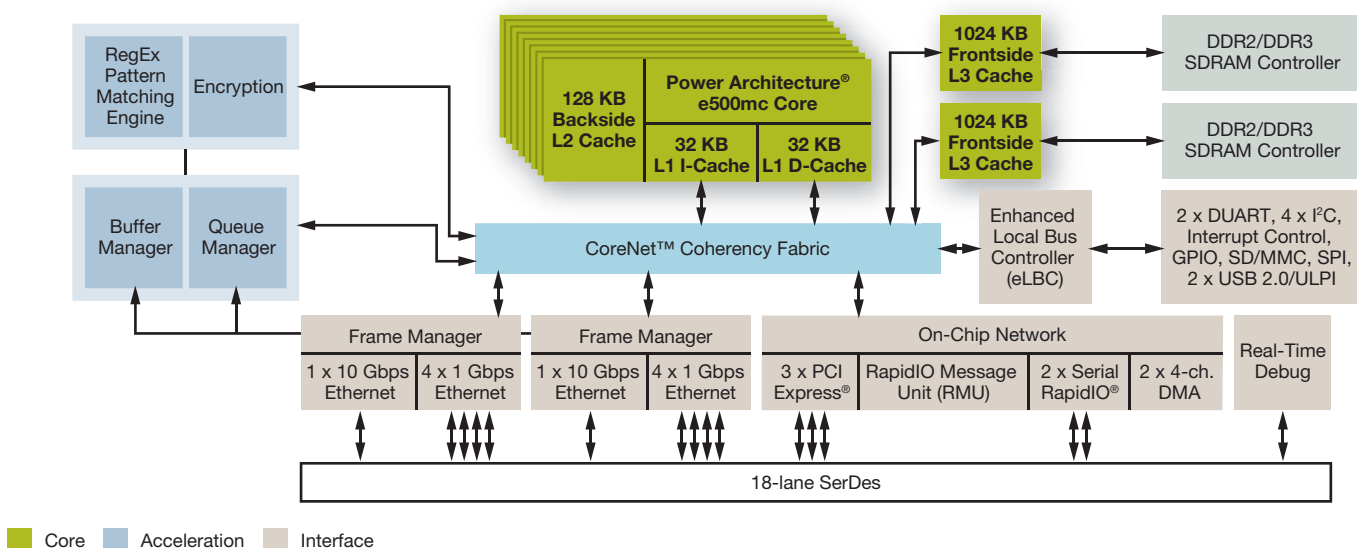 RegEx
Pattern
Matching
Engine
Encryption
Buffer
Manager
Queue
Manager
128 KB
Backside
L2 Cache
Power Architecture®
e500mc Core
32 KB
L1 I-Cache
32 KB
L1 D-Cache
1024 KB
Frontside
L3 Cache
DDR2/DDR3
SDRAM Controller
1024 KB
Frontside
L3 Cache
DDR2/DDR3
SDRAM Controller
CoreNet™ Coherency Fabric
Enhanced
Local Bus
Controller
(eLBC)
2 x DUART, 4 x I²C,
Interrupt Control,
GPIO, SD/MMC, SPI,
2 x USB 2.0/ULPI
Frame Manager
1 x 10 Gbps
Ethernet
4 x 1 Gbps
Ethernet
Frame Manager
1 x 10 Gbps
Ethernet
4 x 1 Gbps
Ethernet
On-Chip Network
3 x PCI
Express®
RapidIO Message
Unit (RMU)
2 x Serial
RapidIO®
2 x 4-ch.
DMA
Real-Time
Debug
18-lane SerDes
Core
Acceleration
Interface